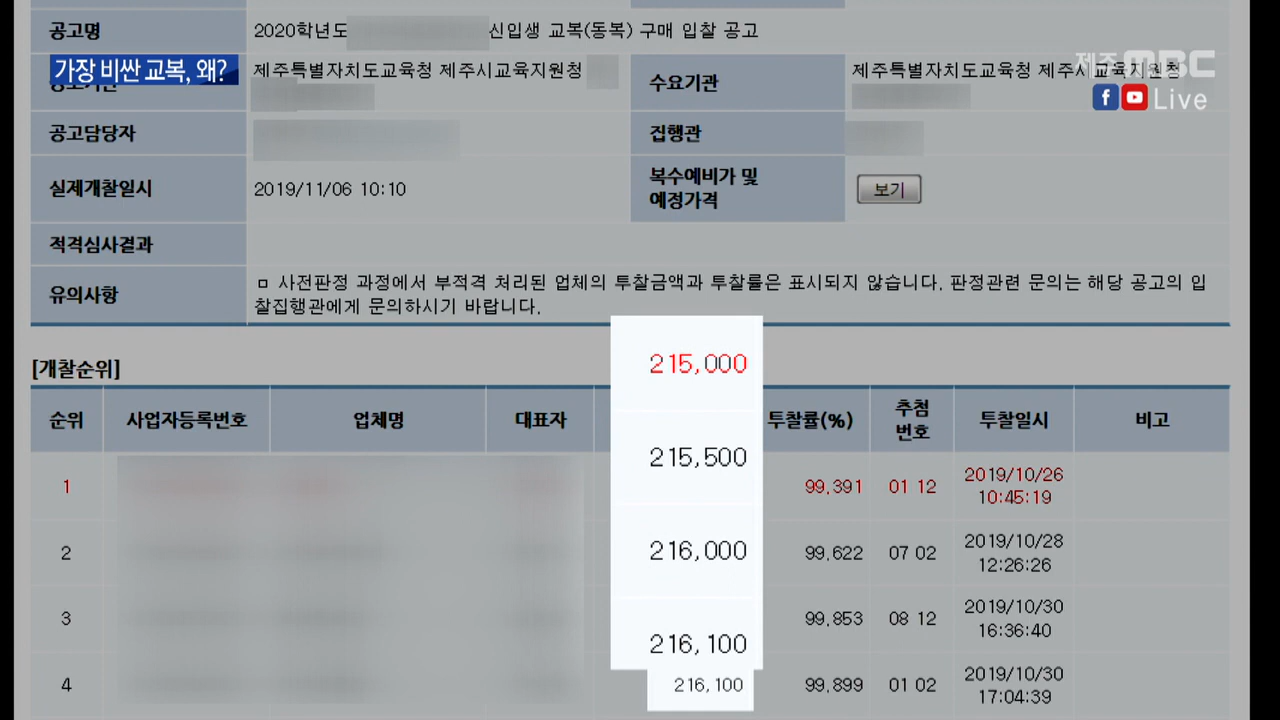 공고명
2020학년도 신입생 교복(동복) 구매 입찰 공고
가장 비싼 교복, 왜?
제주특별자치도교육청 제주시교육지원청
수요기관
제주특별자치도교육청 제주시교육지원청
제주MBC
Live
공고담당자
집행관
실제개찰일시
2019/11/06 10:10
복수예비가 및
예정가격
보기
적격심사결과
유의사항
ㅁ 사전판정 과정에서 부적격 처리된 업체의 투찰금액과 투찰률은 표시되지 않습니다. 판정관련 문의는 해당 공고의 입
찰집행관에게 문의하시기 바랍니다.
[개찰순위]
순위 사업자등록번호 업체명 대표자 투찰률(%) 추첨 번호 투찰일시 비고
1 215,000 99.391 01 12 2019/10/26 10:45:19
2 215,500 99.622 07 02 2019/10/28 12:26:26
3 216,000 99.853 08 12 2019/10/30 16:36:40
216,100
4 216,100 99.899 01 02 2019/10/30 17:04:39